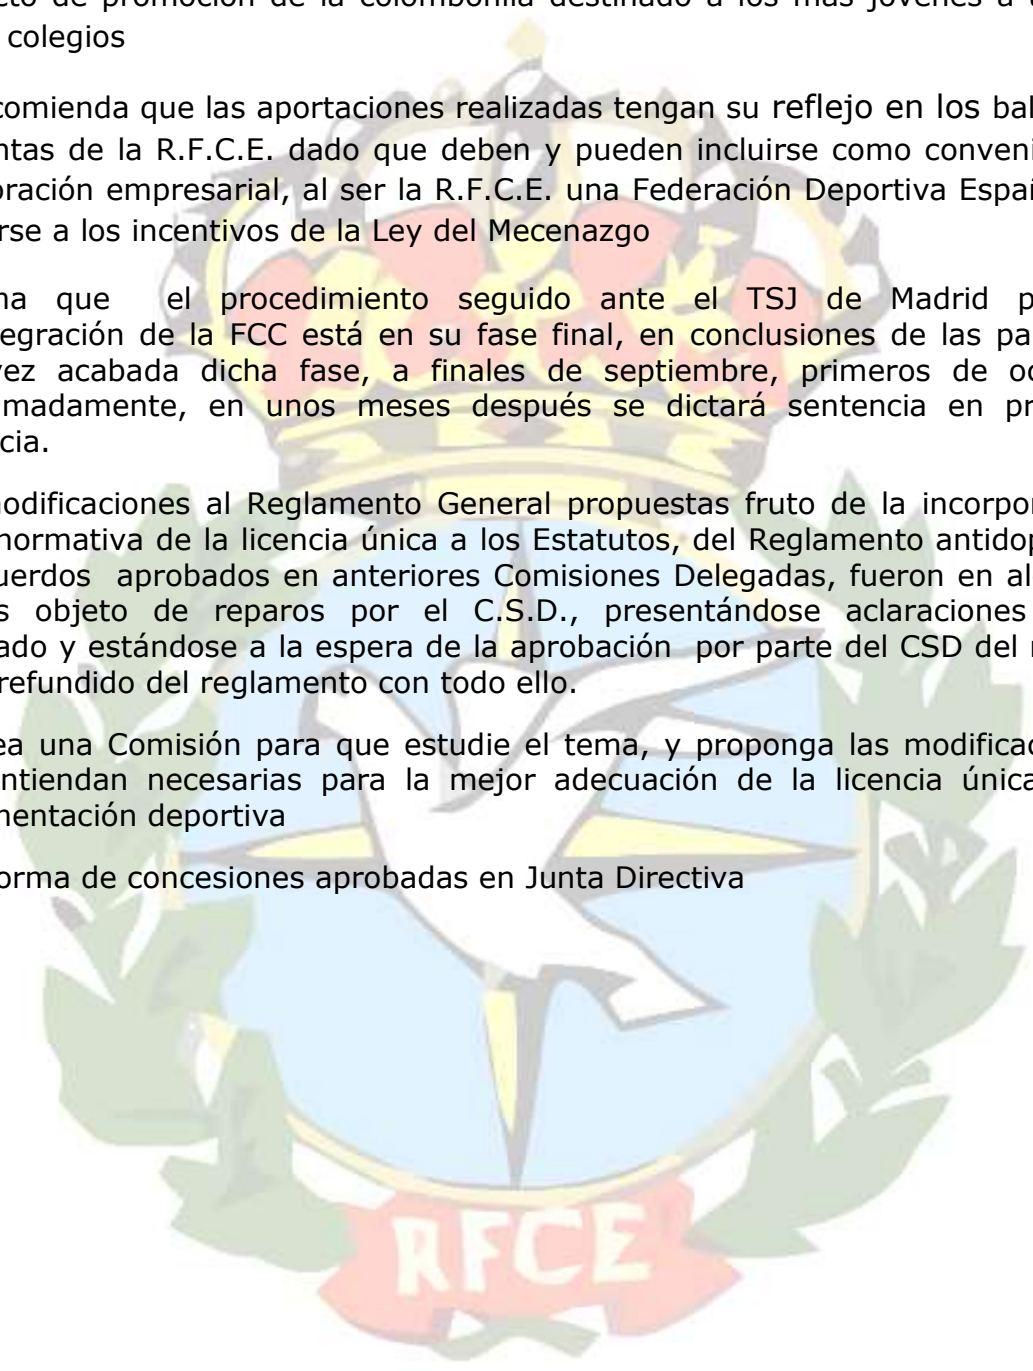 eto de promoción de la colombofilia destinado a los más jóvenes a
colegios
comienda que las aportaciones realizadas tengan su reflejo en los bal
ntas de la R.F.C.E. dado que deben y pueden incluirse como conveni
oración empresarial, al ser la R.F.C.E. una Federación Deportiva Espa
rse a los incentivos de la Ley del Mecenazgo
ma que el procedimiento seguido ante el TSJ de Madrid p
egración de la FCC está en su fase final, en conclusiones de las pa
vez acabada dicha fase, a finales de septiembre, primeros de oc
madamente, en unos meses después se dictará sentencia en pr
cia.
odificaciones al Reglamento General propuestas fruto de la incorpor
normativa de la licencia única a los Estatutos, del Reglamento antidop
uerdos aprobados en anteriores Comisiones Delegadas, fueron en al
s objeto de reparos por el C.S.D., presentándose aclaraciones
ado y estándose a la espera de la aprobación por parte del CSD del
refundido del reglamento con todo ello.
ea una Comisión para que estudie el tema, y proponga las modificac
ntiendan necesarias para la mejor adecuación de la licencia única
mentación deportiva
orma de concesiones aprobadas en Junta Directiva
RFCE